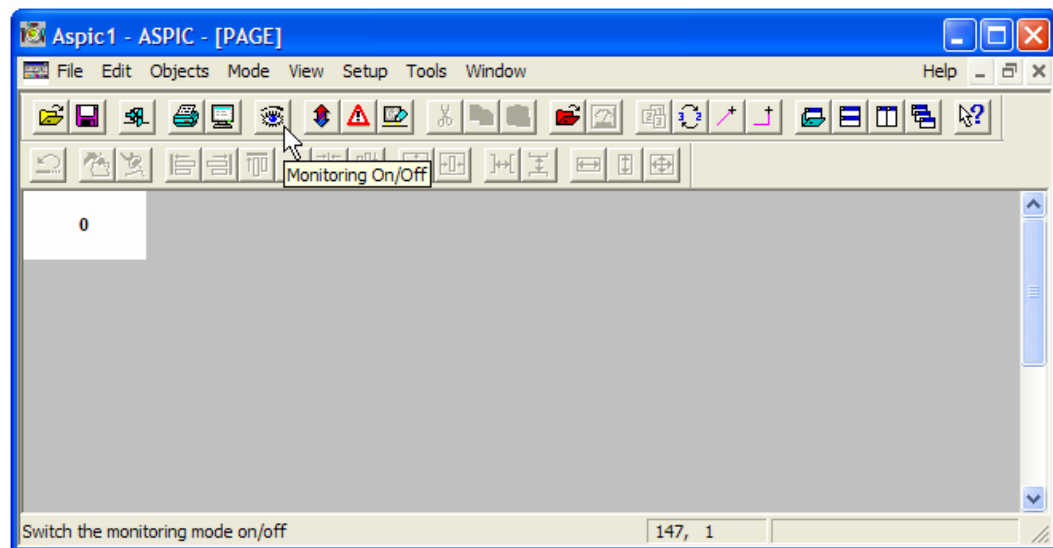 Aspic1 - ASPIC - [PAGE]
File Edit Objects Mode View Setup Tools Window Help
Monitoring On/Off
0
Switch the monitoring mode on/off 147, 1